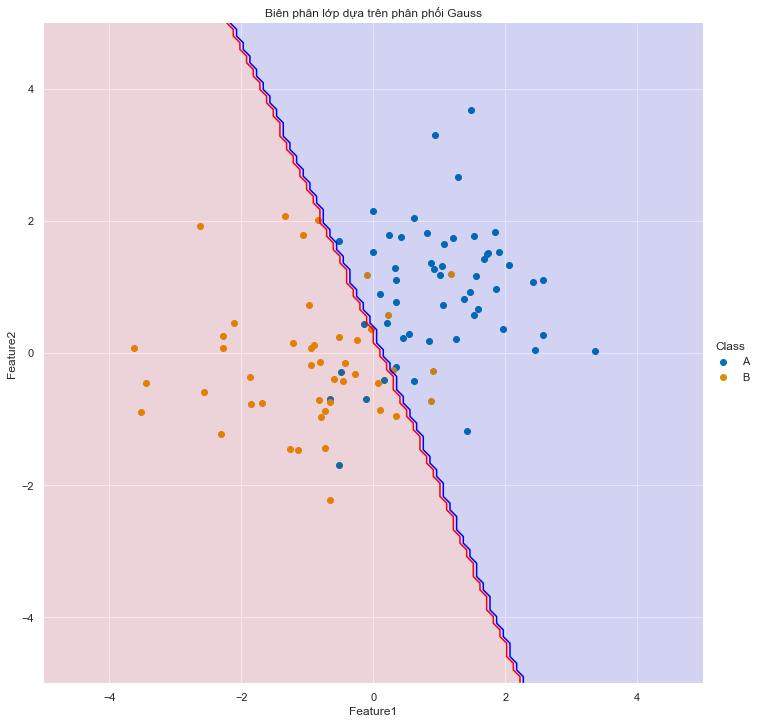 Biên phân lớp dựa trên phân phối Gauss
4
2
0
−2
−4
Feature2
−4
−2
0
2
4
Feature1
Class
A
B